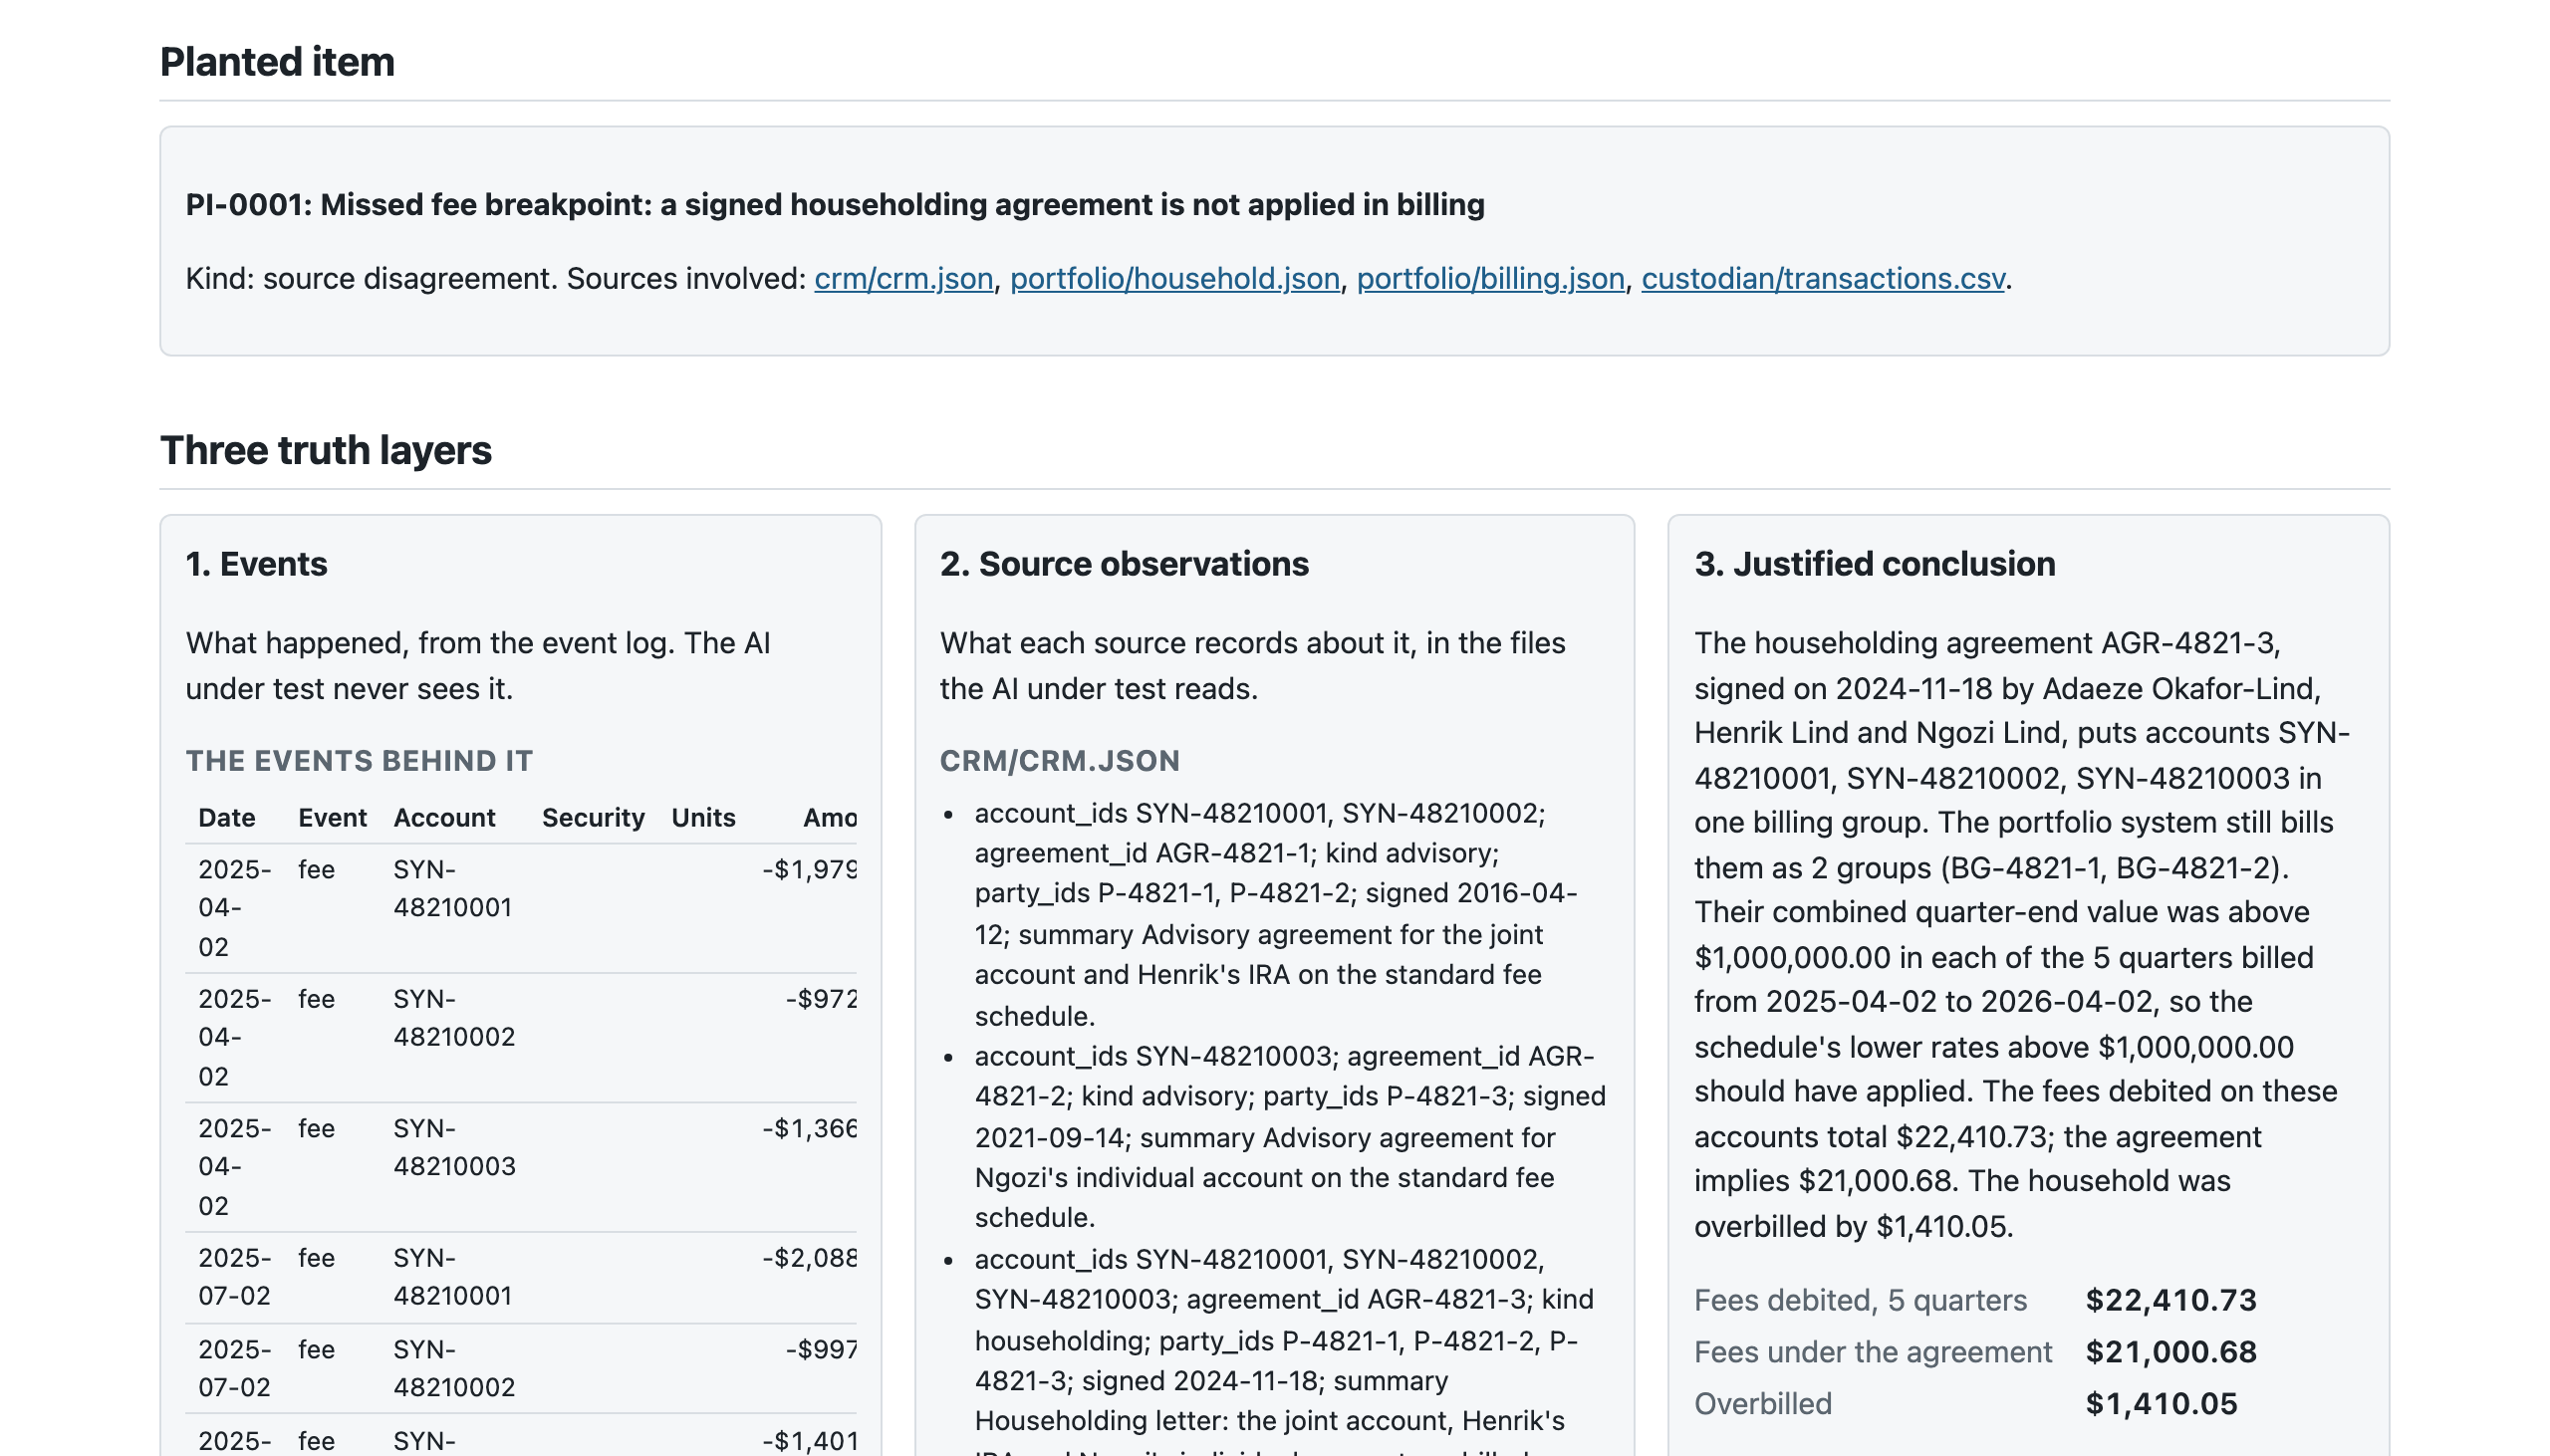 Planted item
PI-0001: Missed fee breakpoint: a signed householding agreement is not applied in billing
Kind: source disagreement. Sources involved: crm/crm.json, portfolio/household.json, portfolio/billing.json, custodian/transactions.csv.
Three truth layers
1. Events
What happened, from the event log. The AI
under test never sees it.
THE EVENTS BEHIND IT
Date Event Account Security Units Amo
2025- fee SYN- -$1,979
04- 48210001
02
2025- fee SYN- -$972
04- 48210002
02
2025- fee SYN- -$1,366
04- 48210003
02
2025- fee SYN- -$2,088
07-02 48210001
2025- fee SYN- -$997
07-02 48210002
2025- fee SYN- -$1,401
2. Source observations
What each source records about it, in the files
the AI under test reads.
CRM/CRM.JSON
• account_ids SYN-48210001, SYN-48210002;
agreement_id AGR-4821-1; kind advisory;
party_ids P-4821-1, P-4821-2; signed 2016-04-
12; summary Advisory agreement for the joint
account and Henrik's IRA on the standard fee
schedule.
• account_ids SYN-48210003; agreement_id AGR-
4821-2; kind advisory; party_ids P-4821-3; signed
2021-09-14; summary Advisory agreement for
Ngozi's individual account on the standard fee
schedule.
• account_ids SYN-48210001, SYN-48210002,
SYN-48210003; agreement_id AGR-4821-3; kind
householding; party_ids P-4821-1, P-4821-2, P-
4821-3; signed 2024-11-18; summary
Householding letter: the joint account, Henrik's
3. Justified conclusion
The householding agreement AGR-4821-3,
signed on 2024-11-18 by Adaeze Okafor-Lind,
Henrik Lind and Ngozi Lind, puts accounts SYN-
48210001, SYN-48210002, SYN-48210003 in
one billing group. The portfolio system still bills
them as 2 groups (BG-4821-1, BG-4821-2).
Their combined quarter-end value was above
$1,000,000.00 in each of the 5 quarters billed
from 2025-04-02 to 2026-04-02, so the
schedule's lower rates above $1,000,000.00
should have applied. The fees debited on these
accounts total $22,410.73; the agreement
implies $21,000.68. The household was
overbilled by $1,410.05.
Fees debited, 5 quarters $22,410.73
Fees under the agreement $21,000.68
Overbilled $1,410.05